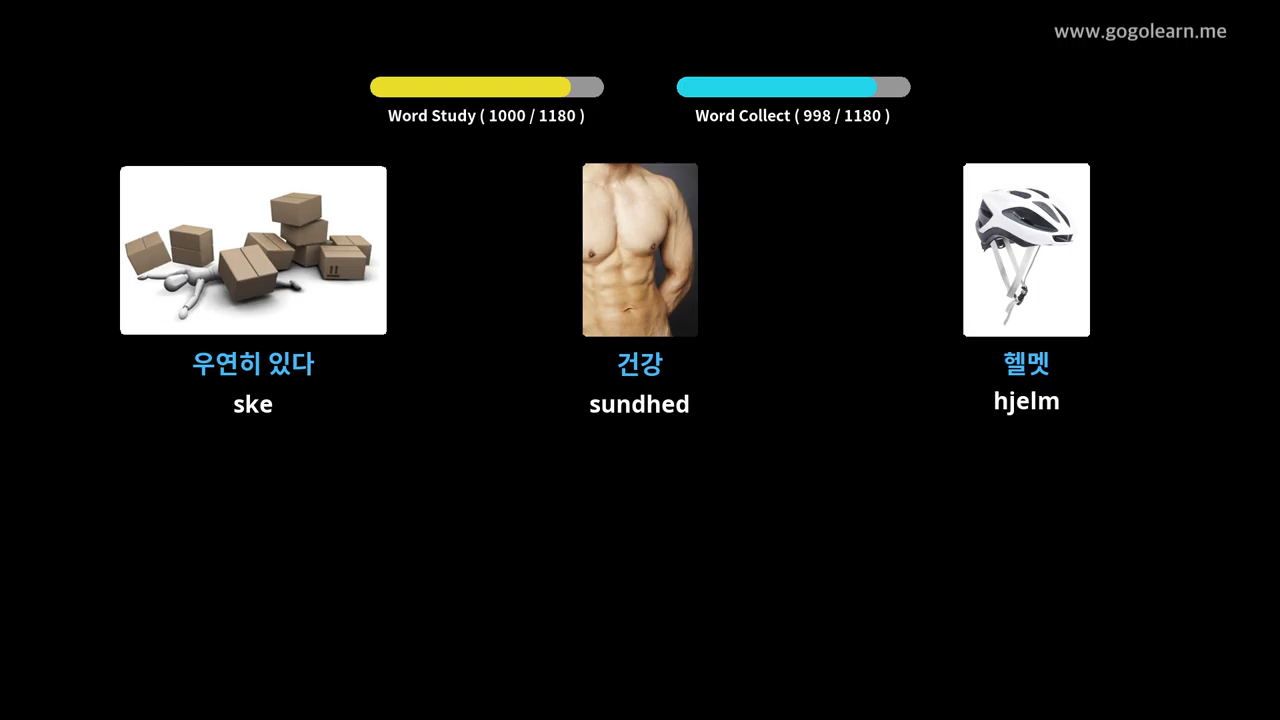 www.gogolearn.me
Word Study ( 1000 / 1180 )
Word Collect ( 998 / 1180 )
우연히 있다
건강
헬멧
ske
sundhed
hjelm